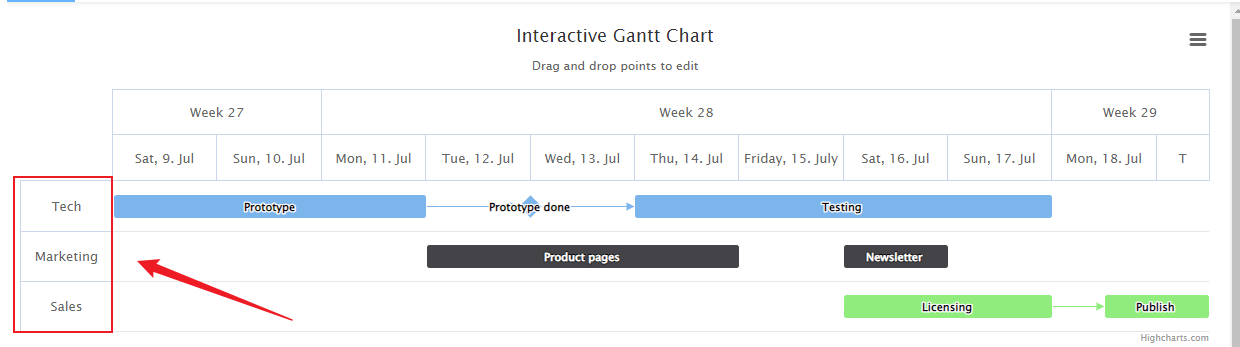 Interactive Gantt Chart
Drag and drop points to edit
Week 27 Week 28 Week 29
Sat, 9. Jul Sun, 10. Jul Mon, 11. Jul Tue, 12. Jul Wed, 13. Jul Thu, 14. Jul Friday, 15. July Sat, 16. Jul Sun, 17. Jul Mon, 18. Jul T
Tech Prototype Prototype done Testing
Marketing Product pages Newsletter
Sales Licensing Publish
Highcharts.com